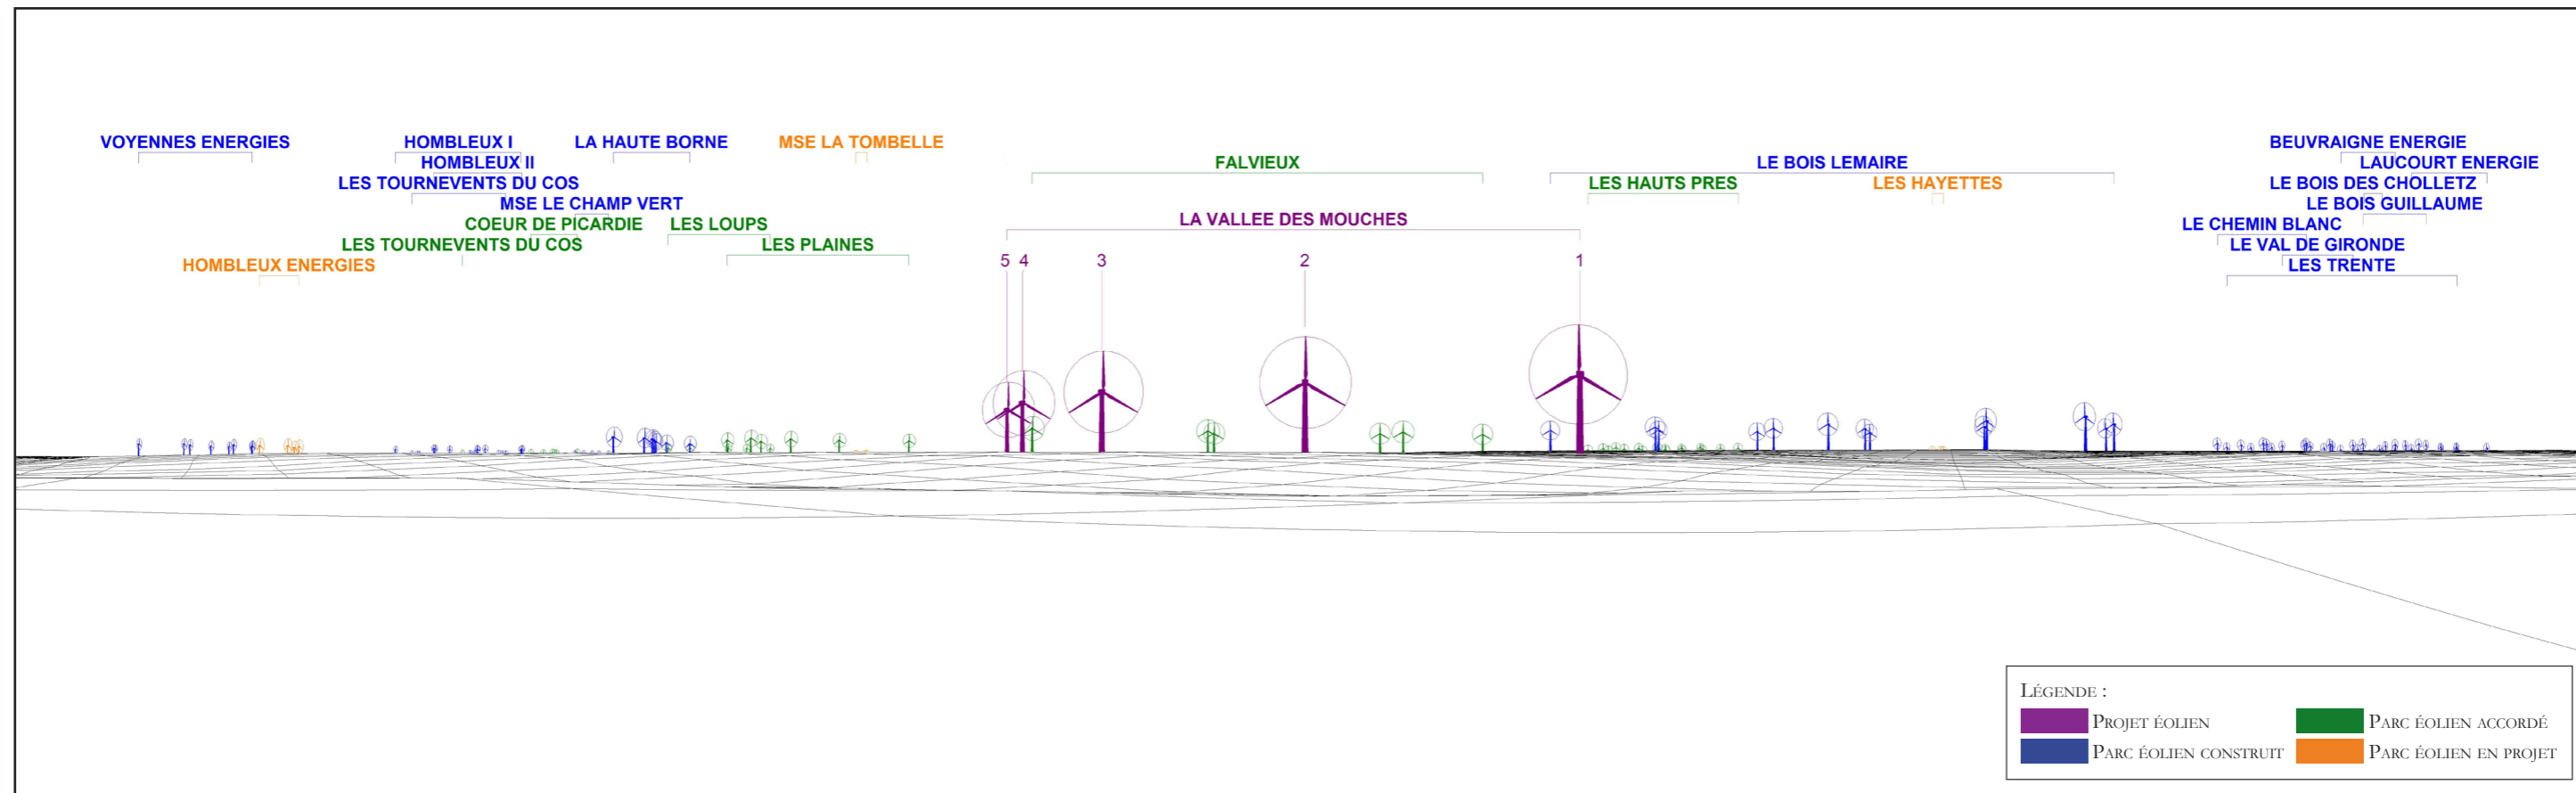 VOYENNES ENERGIES
HOMBLEUX I
LA HAUTE BORNE
MSE LA TOMBELLE
BEUVRAIGNE ENERGIE
HOMBLEUX II
FALVIEUX
LE BOIS LEMAIRE
LAUCOURT ENERGIE
LES TOURNEVENTS DU COS
LES HAUTS PRES
LES HAYETTES
LE BOIS DES CHOLLETZ
MSE LE CHAMP VERT
LE BOIS GUILLAUME
COEUR DE PICARDIE
LES LOUPS
LA VALLEE DES MOUCHES
LE CHEMIN BLANC
LES TOURNEVENTS DU COS
LES PLAINES
LE VAL DE GIRONDE
HOMBLEUX ENERGIES
5 4 3 2 1
LES TRENTE
LÉGENDE :
PROJET ÉOLIEN
PARC ÉOLIEN ACCORDÉ
PARC ÉOLIEN CONSTRUIT
PARC ÉOLIEN EN PROJET